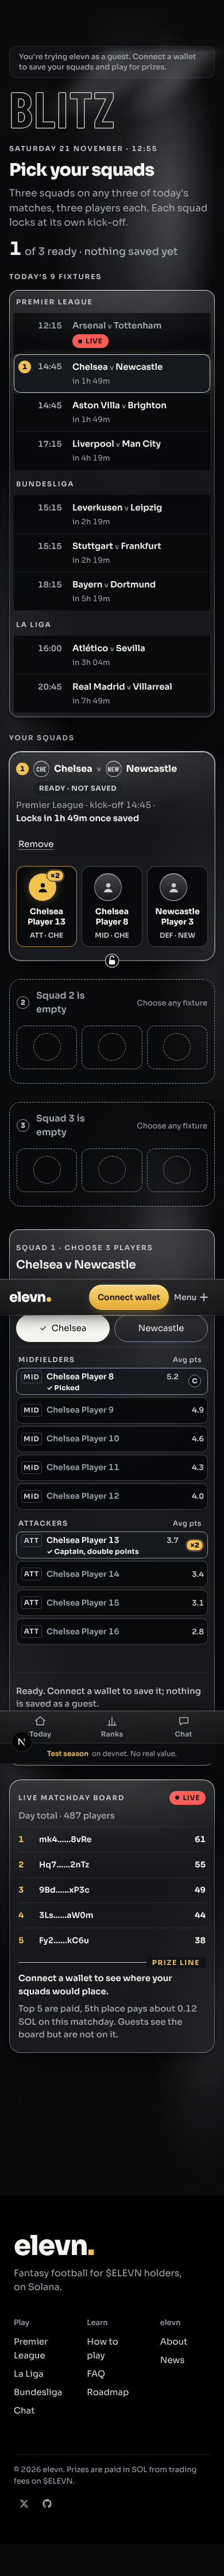 You're trying elevn as a guest. Connect a wallet
to save your squads and play for prizes.
BLITZ
SATURDAY 21 NOVEMBER · 12:55
Pick your squads
Three squads on any three of today's
matches, three players each. Each squad
locks at its own kick-off.
1 of 3 ready · nothing saved yet
TODAY'S 9 FIXTURES
PREMIER LEAGUE
12:15 Arsenal v Tottenham
LIVE
1 14:45 Chelsea v Newcastle
in 1h 49m
14:45 Aston Villa v Brighton
in 1h 49m
17:15 Liverpool v Man City
in 4h 19m
BUNDESLIGA
15:15 Leverkusen v Leipzig
in 2h 19m
15:15 Stuttgart v Frankfurt
in 2h 19m
18:15 Bayern v Dortmund
in 5h 19m
LA LIGA
16:00 Atlético v Sevilla
in 3h 04m
20:45 Real Madrid v Villarreal
in 7h 49m
YOUR SQUADS
1 CHE Chelsea v NEW Newcastle
READY · NOT SAVED
Premier League · kick-off 14:45 ·
Locks in 1h 49m once saved
Remove
×2
Chelsea Player 13
ATT · CHE
Chelsea Player 8
MID · CHE
Newcastle Player 3
DEF · NEW
2 Squad 2 is empty Choose any fixture
3 Squad 3 is empty Choose any fixture
SQUAD 1 · CHOOSE 3 PLAYERS
Chelsea v Newcastle
elevn. Connect wallet Menu
Chelsea Newcastle
MIDFIELDERS Avg pts
MID Chelsea Player 8 5.2 C
✓ Picked
MID Chelsea Player 9 4.9
MID Chelsea Player 10 4.6
MID Chelsea Player 11 4.3
MID Chelsea Player 12 4.0
ATTACKERS Avg pts
ATT Chelsea Player 13 3.7 ×2
✓ Captain, double points
ATT Chelsea Player 14 3.4
ATT Chelsea Player 15 3.1
ATT Chelsea Player 16 2.8
Ready. Connect a wallet to save it; nothing
is saved as a guest.
Today Ranks Chat
N
Test season on devnet. No real value.
LIVE MATCHDAY BOARD LIVE
Day total · 487 players
1 mk4……8vRe 61
2 Hq7……2nTz 55
3 9Bd……xP3c 49
4 3Ls……aW0m 44
5 Fy2……kC6u 38
PRIZE LINE
Connect a wallet to see where your
squads would place.
Top 5 are paid, 5th place pays about 0.12
SOL on this matchday. Guests see the
board but are not on it.
elevn.
Fantasy football for $ELEVN holders,
on Solana.
Play
Premier League
La Liga
Bundesliga
Chat
Learn
How to play
FAQ
Roadmap
elevn
About
News
© 2026 elevn. Prizes are paid in SOL from trading
fees on $ELEVN.